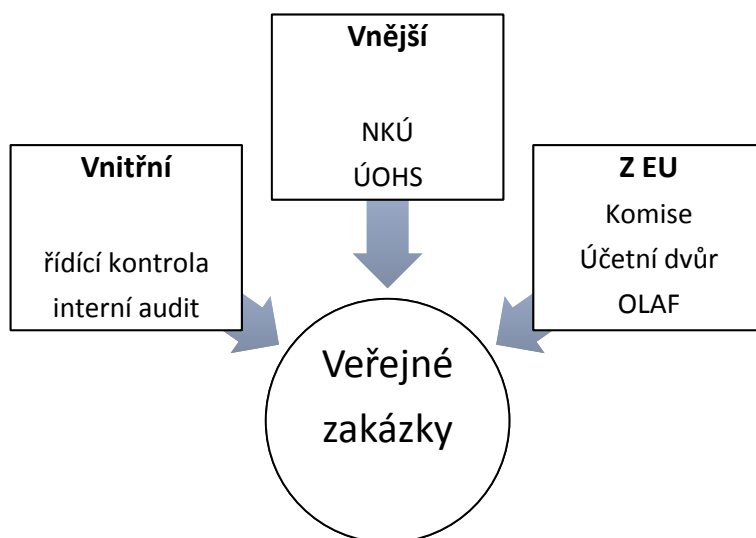 Vnější
NKÚ
ÚOHS
Vnitřní
řídící kontrola
interní audit
Z EU
Komise
Účetní dvůr
OLAF
Veřejné
zakázky